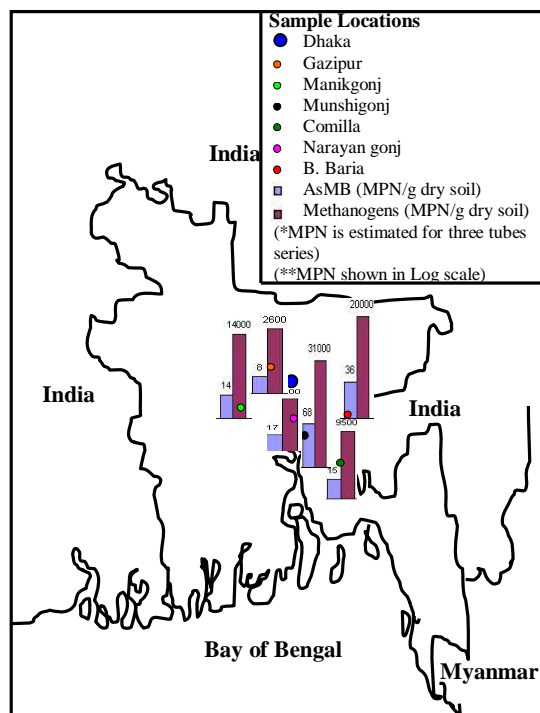 Sample Locations
Dhaka
Gazipur
Manikgonj
Munshigonj
Comilla
Narayan gonj
B. Baria
AsMB (MPN/g dry soil)
Methanogens (MPN/g dry soil)
(*MPN is estimated for three tubes
series)
(**MPN shown in Log scale)
India
20000
14000
2600
31000
8
36
14
India
India
68
9500
17
15
Bay of Bengal
Myanmar